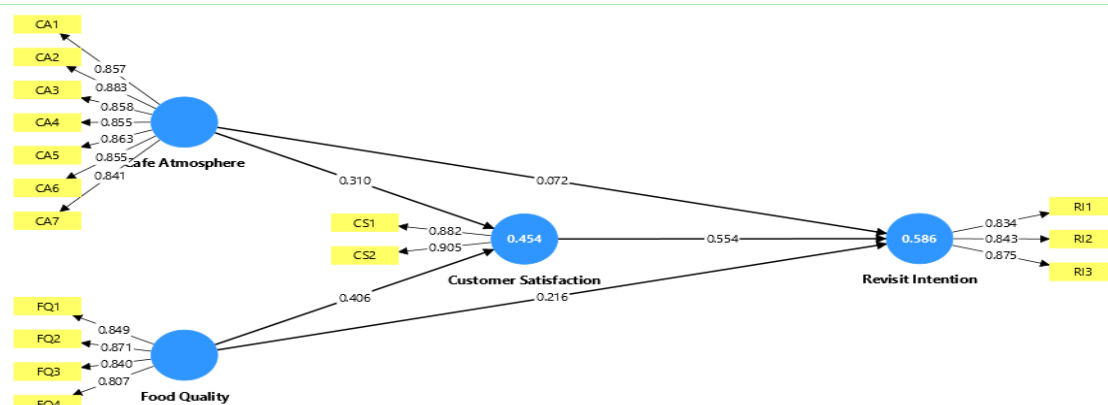 CA1
CA2
CA3
CA4
CA5
CA6
CA7
0.857
0.883
0.858
0.855
0.863
0.855
0.841
afe Atmosphere
0.310
0.072
CS1
CS2
0.882
0.905
0.454
Customer Satisfaction
0.554
0.586
Revisit Intention
0.834
0.843
0.875
RI1
RI2
RI3
0.406
0.216
FQ1
FQ2
FQ3
FQ4
0.849
0.871
0.840
0.807
Food Quality